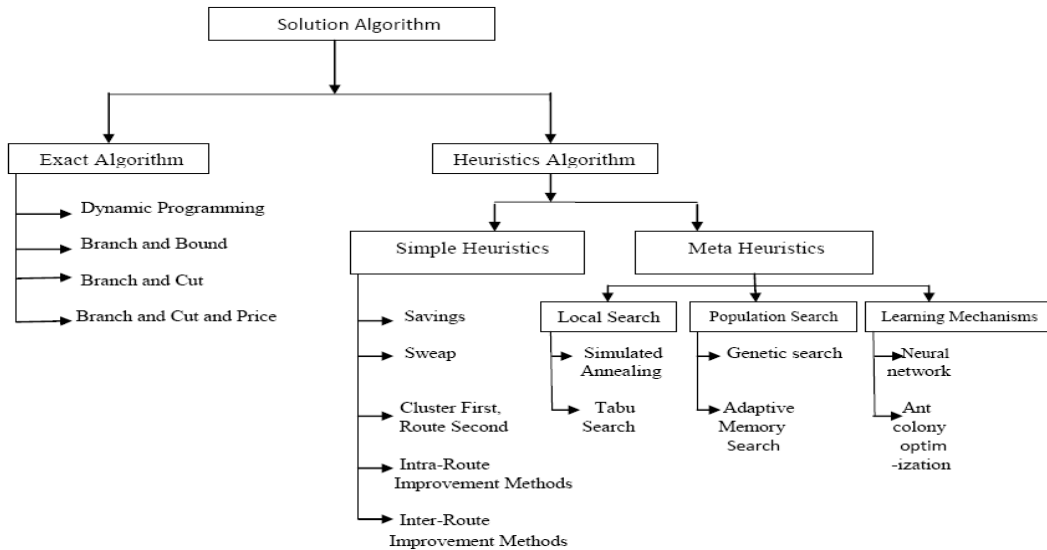 Solution Algorithm
Exact Algorithm
Heuristics Algorithm
Dynamic Programming
Branch and Bound
Branch and Cut
Branch and Cut and Price
Simple Heuristics
Meta Heuristics
Savings
Sweap
Cluster First,
Route Second
Intra-Route
Improvement Methods
Inter-Route
Improvement Methods
Local Search
Population Search
Learning Mechanisms
Simulated
Annealing
Tabu
Search
Genetic search
Adaptive
Memory
Search
Neural
network
Ant
colony
optim
-ization